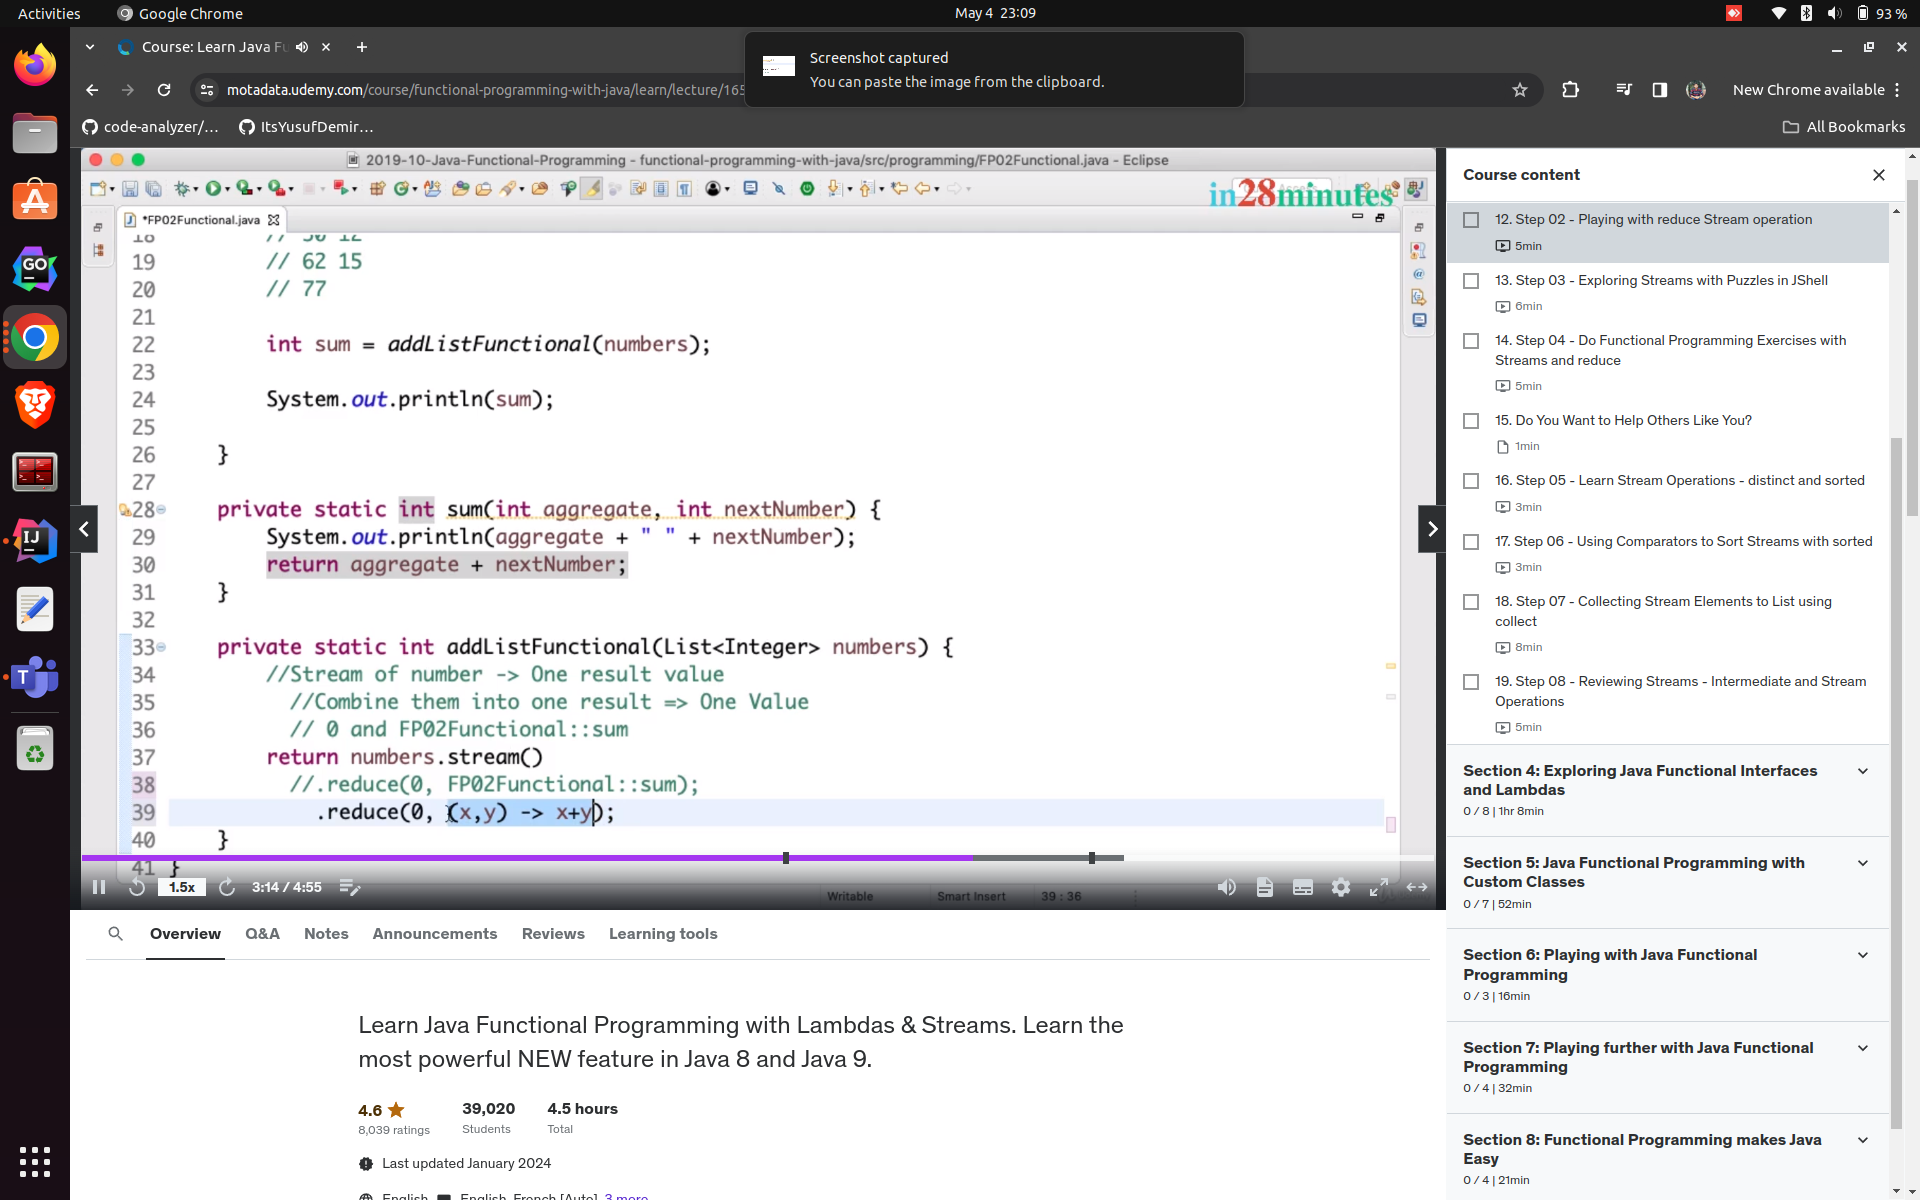 Activities
Google Chrome
May 4 23:09
93 %
Course: Learn Java Fu
Screenshot captured
You can paste the image from the clipboard.
motadata.udemy.com/course/functional-programming-with-java/learn/lecture/165
New Chrome available
code-analyzer/...
ItsYusufDemir...
All Bookmarks
2019-10-Java-Functional-Programming - functional-programming-with-java/src/programming/FP02Functional.java - Eclipse
in28minutes
*FP02Functional.java
18 // 50 12
19 // 62 15
20 // 77
21
22 int sum = addListFunctional(numbers);
23
24 System.out.println(sum);
25
26 }
27
28 private static int sum(int aggregate, int nextNumber) {
29 System.out.println(aggregate + " " + nextNumber);
30 return aggregate + nextNumber;
31 }
32
33 private static int addListFunctional(List<Integer> numbers) {
34 //Stream of number -> One result value
35 //Combine them into one result => One Value
36 // 0 and FP02Functional::sum
37 return numbers.stream()
38 //.reduce(0, FP02Functional::sum);
39 .reduce(0, (x,y) -> x+y);
40 }
41 }
1.5x
3:14 / 4:55
Writable
Smart Insert
39 : 36
Overview
Q&A
Notes
Announcements
Reviews
Learning tools
Learn Java Functional Programming with Lambdas & Streams. Learn the
most powerful NEW feature in Java 8 and Java 9.
4.6
39,020
4.5 hours
8,039 ratings
Students
Total
Last updated January 2024
English
English, French [Auto], 3 more
Course content
12. Step 02 - Playing with reduce Stream operation
5min
13. Step 03 - Exploring Streams with Puzzles in JShell
6min
14. Step 04 - Do Functional Programming Exercises with
Streams and reduce
5min
15. Do You Want to Help Others Like You?
1min
16. Step 05 - Learn Stream Operations - distinct and sorted
3min
17. Step 06 - Using Comparators to Sort Streams with sorted
3min
18. Step 07 - Collecting Stream Elements to List using
collect
8min
19. Step 08 - Reviewing Streams - Intermediate and Stream
Operations
5min
Section 4: Exploring Java Functional Interfaces
and Lambdas
0 / 8 | 1hr 8min
Section 5: Java Functional Programming with
Custom Classes
0 / 7 | 52min
Section 6: Playing with Java Functional
Programming
0 / 3 | 16min
Section 7: Playing further with Java Functional
Programming
0 / 4 | 32min
Section 8: Functional Programming makes Java
Easy
0 / 4 | 21min